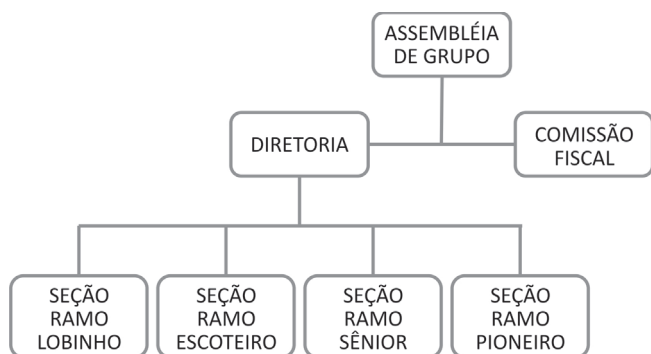 ASSEMBLÉIA
DE GRUPO
DIRETORIA
COMISSÃO
FISCAL
SEÇÃO
RAMO
LOBINHO
SEÇÃO
RAMO
ESCOTEIRO
SEÇÃO
RAMO
SÊNIOR
SEÇÃO
RAMO
PIONEIRO